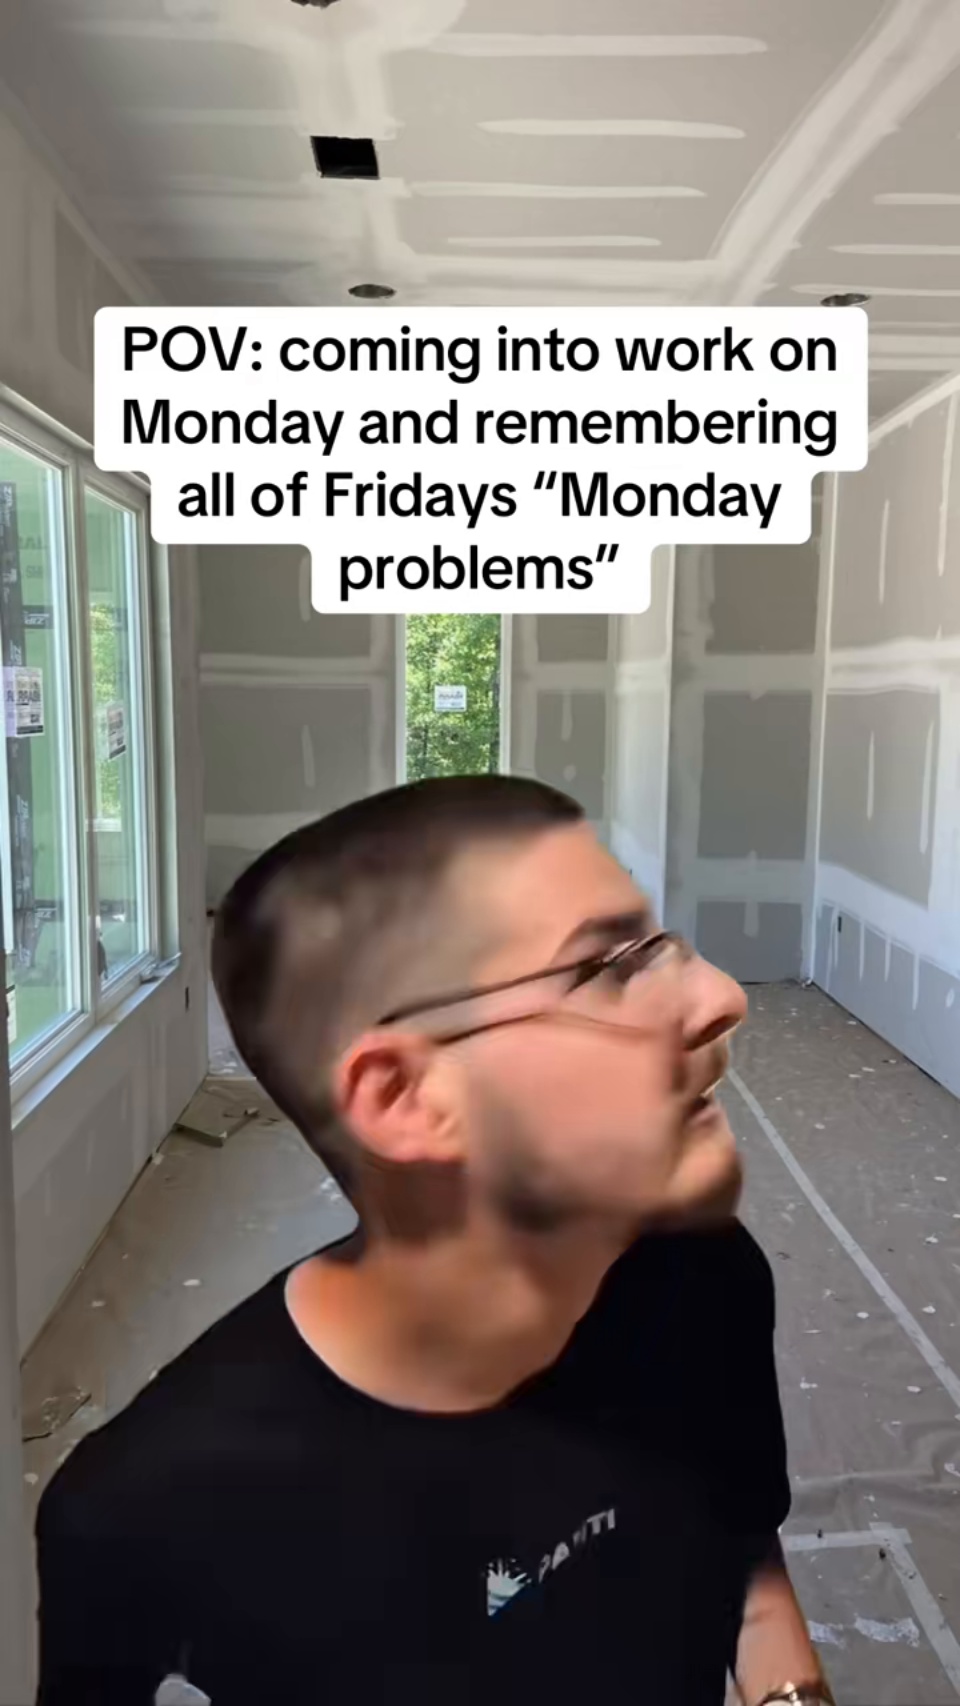 POV: coming into work on
Monday and remembering
all of Fridays “Monday
problems”